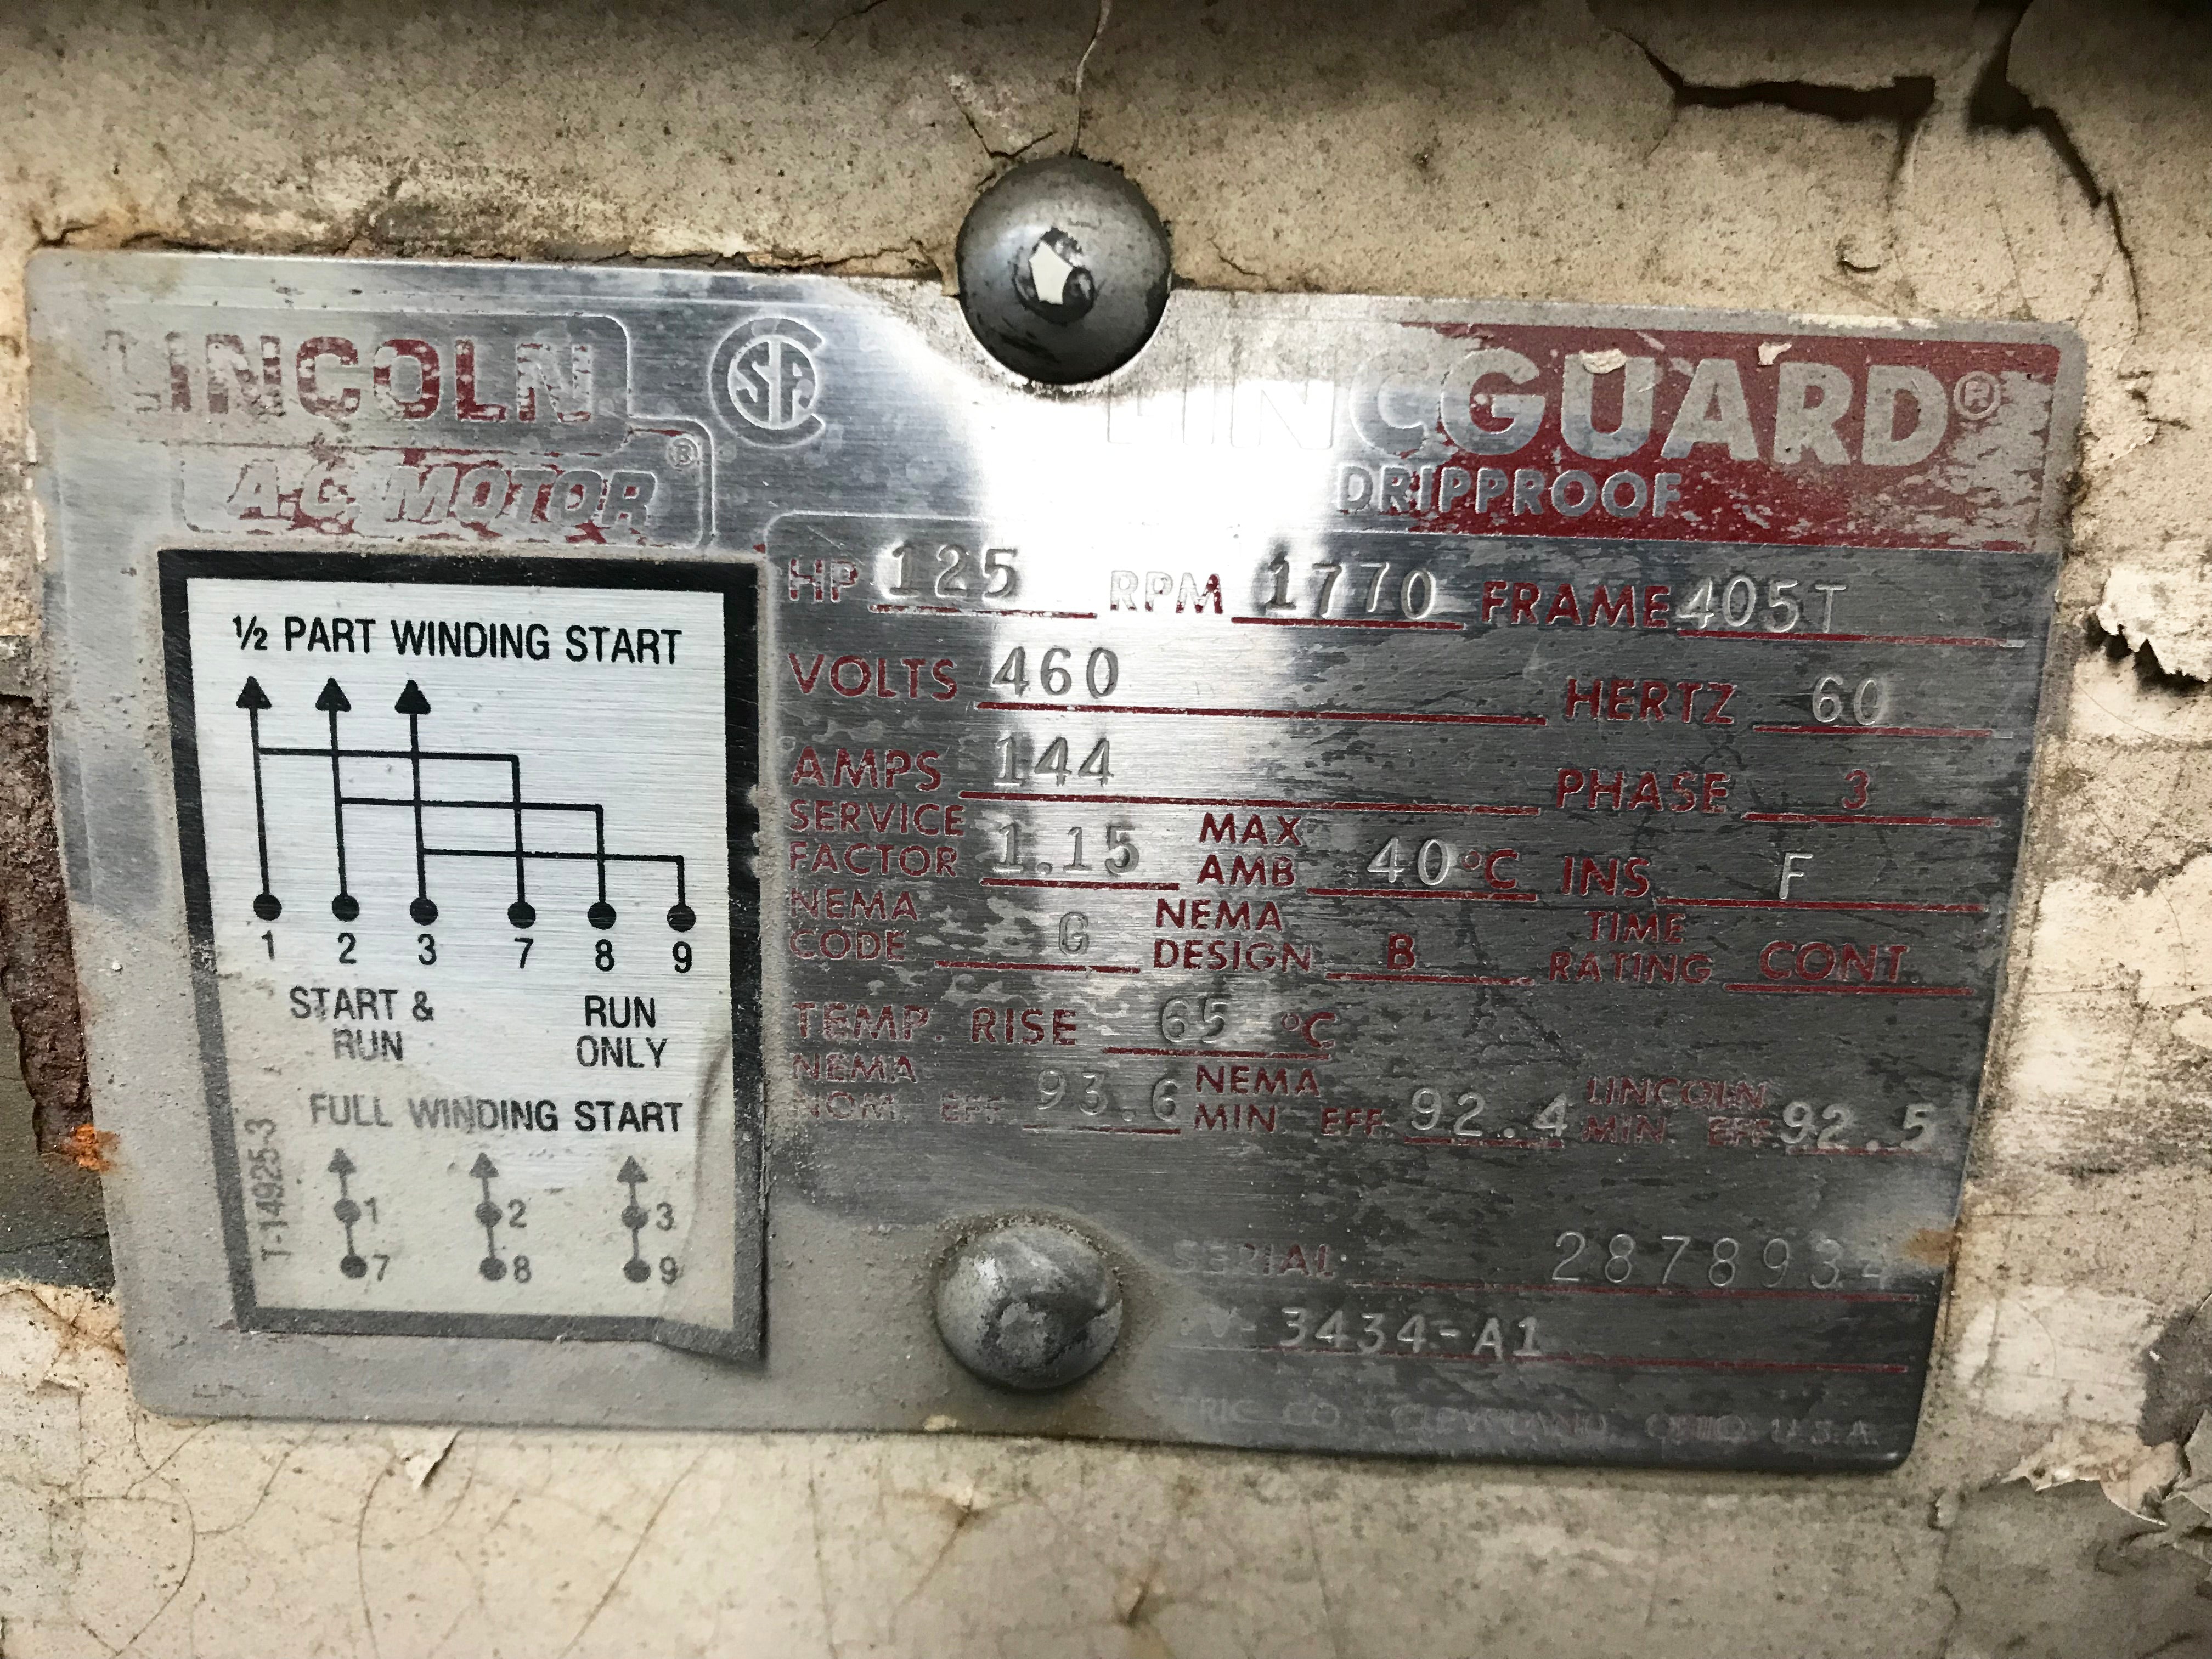 LINCOLN
A-C MOTOR®
CSA
LINCGUARD®
DRIPPROOF
½ PART WINDING START
1 2 3 7 8 9
START & RUN
RUN ONLY
FULL WINDING START
1 2 3
7 8 9
T-14925-3
HP 125 RPM 1770 FRAME 405T
VOLTS 460 HERTZ 60
AMPS 144 PHASE 3
SERVICE FACTOR 1.15 MAX AMB 40°C INS F
NEMA CODE G NEMA DESIGN B TIME RATING CONT.
TEMP. RISE 65 °C
NEMA NOM. EFF 93.6 NEMA MIN. EFF. 92.4 LINCOLN MIN. EFF 92.5
SERIAL 2878934
3434-A1
CO., CLEVELAND, OHIO U.S.A.